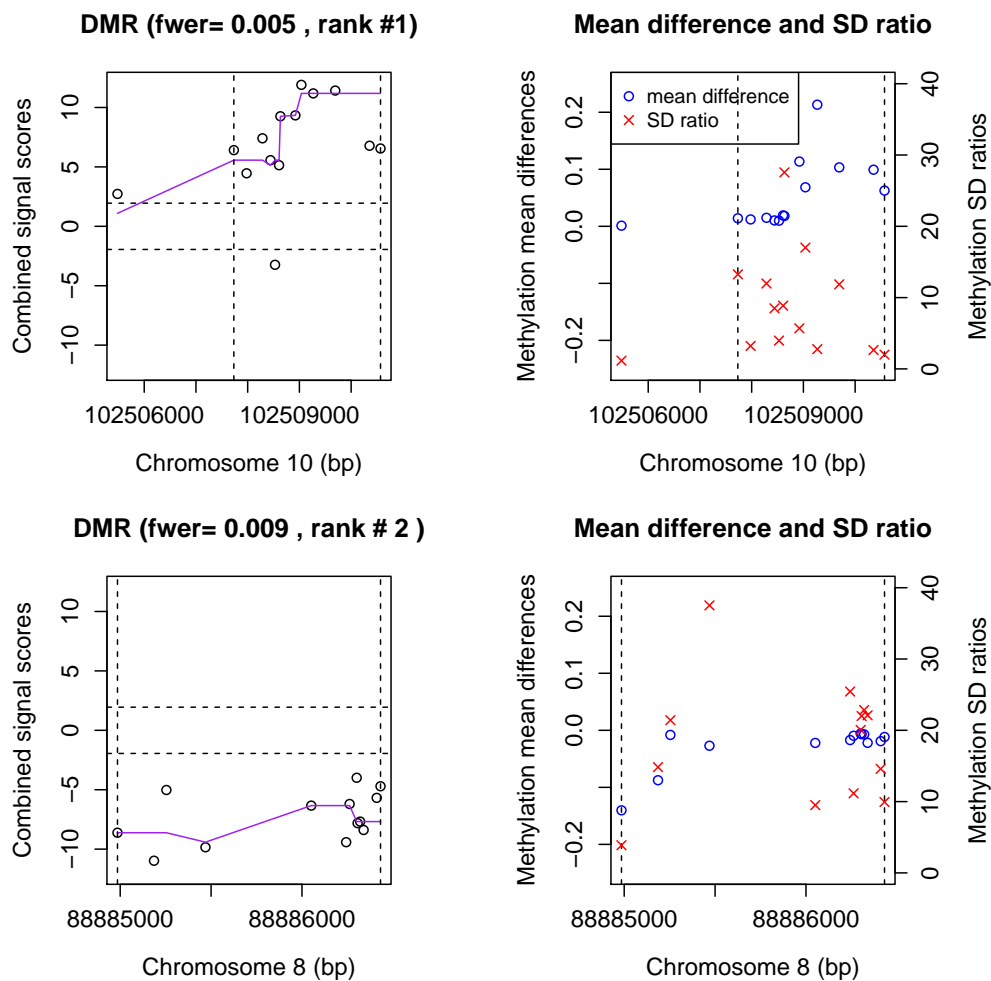 DMR (fwer= 0.005 , rank #1)
Combined signal scores
10
5
0
−5
−10
102506000
102509000
Chromosome 10 (bp)
Mean difference and SD ratio
mean difference
SD ratio
Methylation mean differences
0.2
0.1
0.0
−0.2
40
30
20
10
0
Methylation SD ratios
102506000
102509000
Chromosome 10 (bp)
DMR (fwer= 0.009 , rank # 2 )
Combined signal scores
10
5
0
−5
−10
88885000
88886000
Chromosome 8 (bp)
Mean difference and SD ratio
Methylation mean differences
0.2
0.1
0.0
−0.2
40
30
20
10
0
Methylation SD ratios
88885000
88886000
Chromosome 8 (bp)